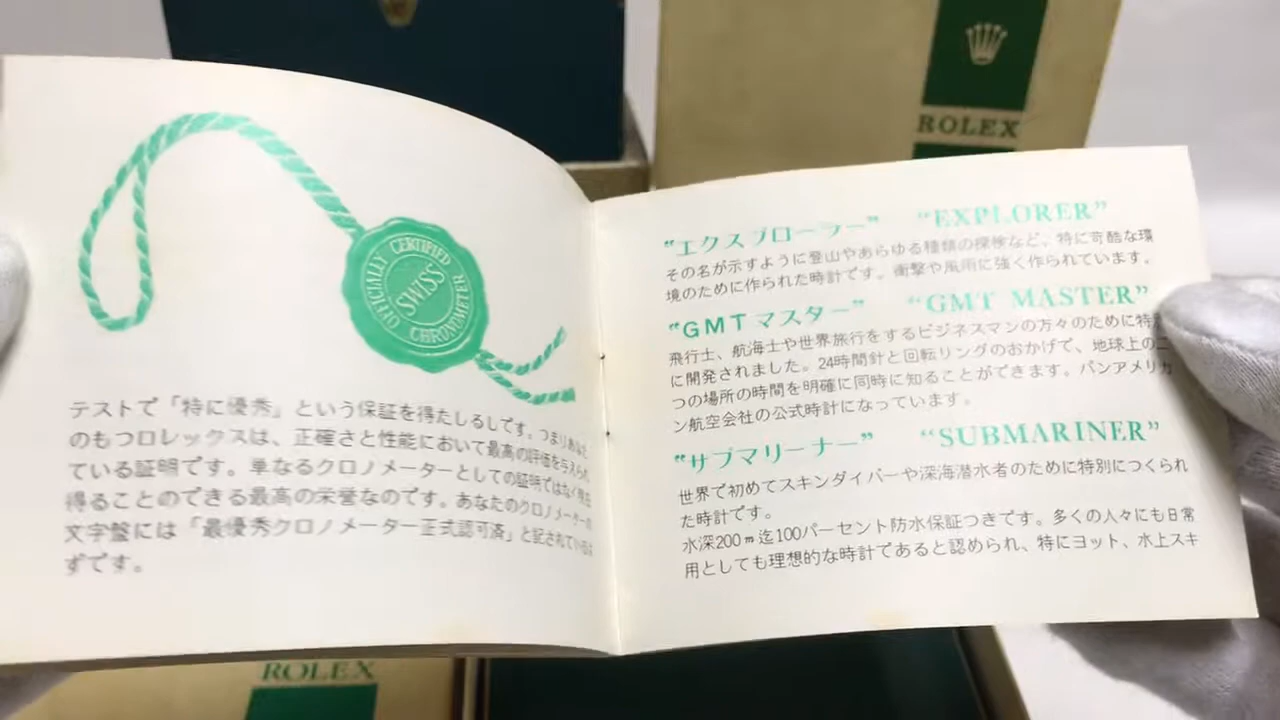 ROLEX
OFFICIALLY CERTIFIED
SWISS
CHRONOMETER
テストで「特に優秀」という保証を得たしるしです。つまりあなた
のもつロレックスは、正確さと性能において最高の評価を与えられ
ている証明です。単なるクロノメーターとしての証明ではなく
得ることのできる最高の栄誉なのです。あなたのクロノメーターの
文字盤には「最優秀クロノメーター正式認可済」と記されている
ずです。
"エクスプローラー" "EXPLORER"
その名が示すように登山やあらゆる種類の探検など、特に苛酷な環
境のために作られた時計です。衝撃や風雨に強く作られています。
"GMTマスター" "GMT MASTER"
飛行士、航海士や世界旅行をするビジネスマンの方々のために特
に開発されました。24時間針と回転リングのおかげで、地球上の二
つの場所の時間を明確に同時に知ることができます。パンアメリカ
ン航空会社の公式時計になっています。
"サブマリーナー" "SUBMARINER"
世界で初めてスキンダイバーや深海潜水者のために特別につくられ
た時計です。
水深200m迄100パーセント防水保証つきです。多くの人々にも日常
用としても理想的な時計であると認められ、特にヨット、水上スキ
ROLEX